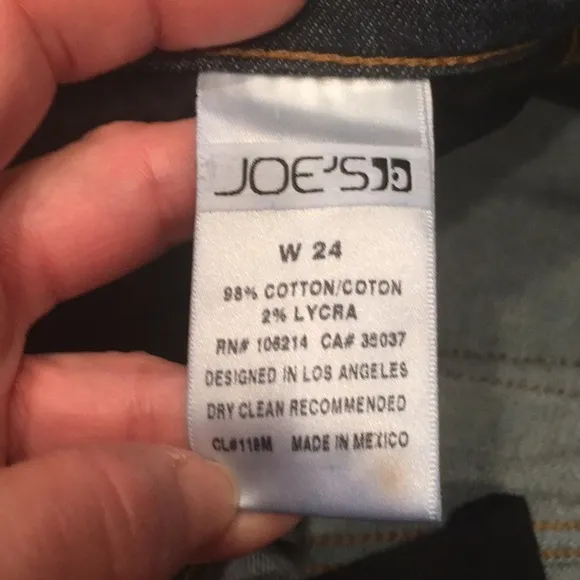 JOE'S
W 24
98% COTTON/COTON
2% LYCRA
RN# 106214 CA# 38037
DESIGNED IN LOS ANGELES
DRY CLEAN RECOMMENDED
CL#118M MADE IN MEXICO